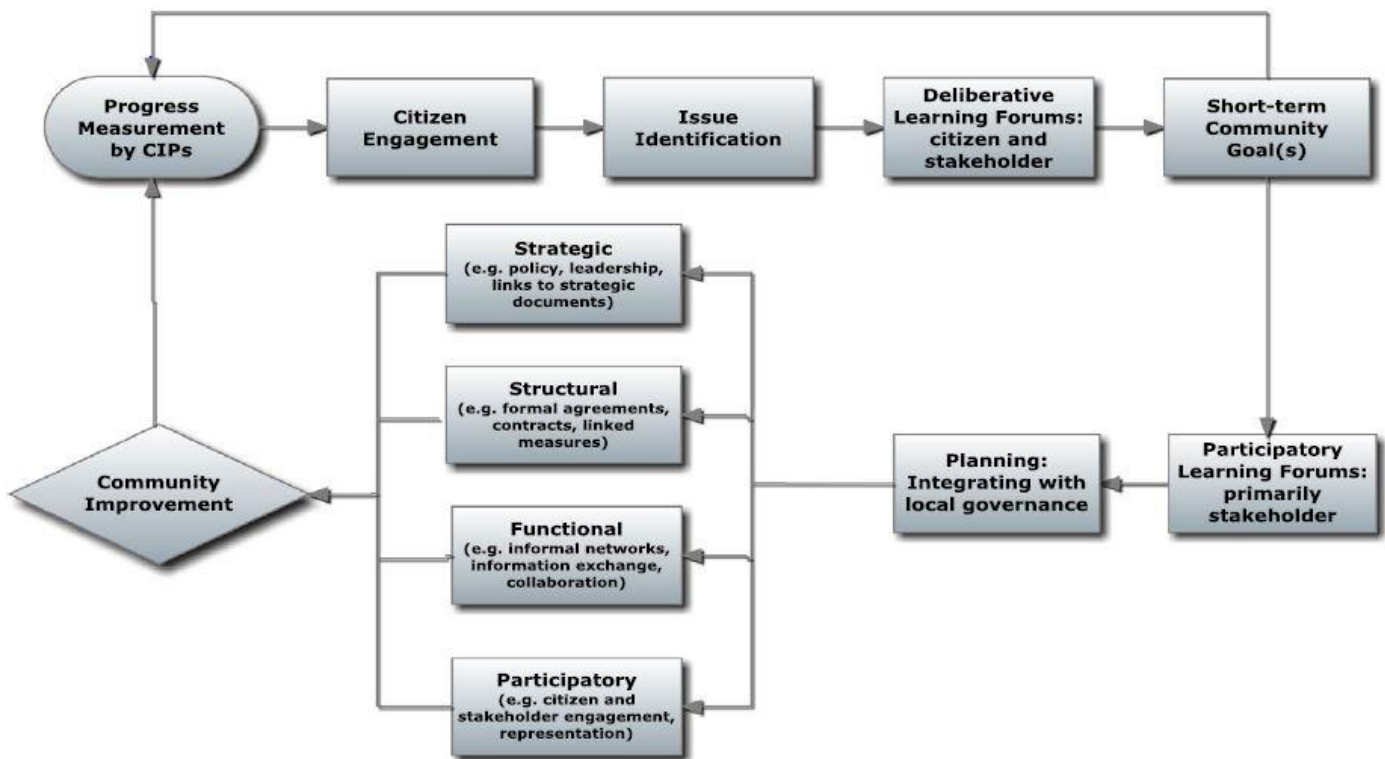 Progress
Measurement
by CIPs
Citizen
Engagement
Issue
Identification
Deliberative
Learning Forums:
citizen and
stakeholder
Short-term
Community
Goal(s)
Strategic
(e.g. policy, leadership,
links to strategic
documents)
Structural
(e.g. formal agreements,
contracts, linked
measures)
Functional
(e.g. informal networks,
information exchange,
collaboration)
Participatory
(e.g. citizen and
stakeholder engagement,
representation)
Community
Improvement
Planning:
Integrating with
local governance
Participatory
Learning Forums:
primarily
stakeholder